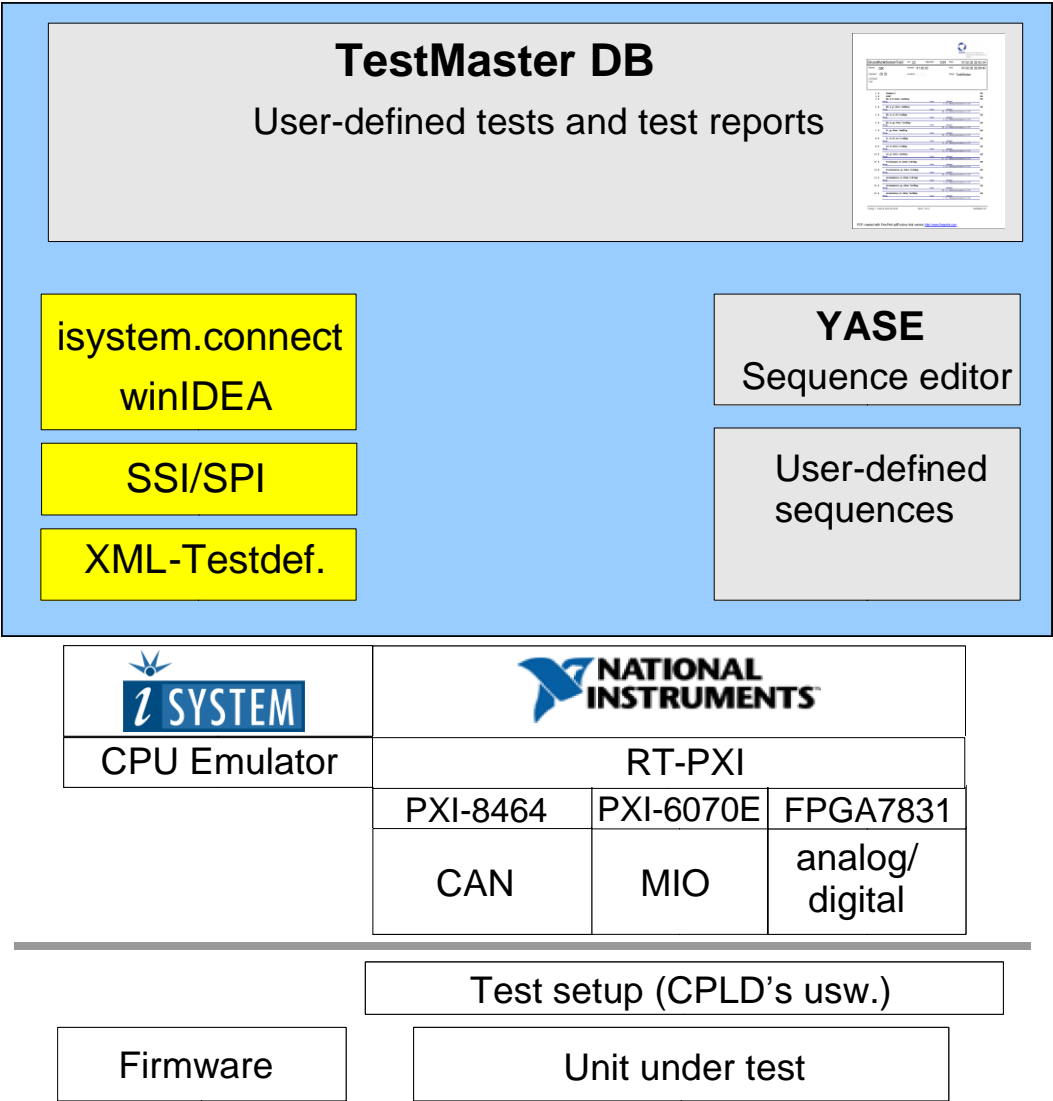 TestMaster DB
User-defined tests and test reports
isystem.connect
winIDEA
SSI/SPI
XML-Testdef.
YASE
Sequence editor
User-defined
sequences
i SYSTEM
NATIONAL
INSTRUMENTS
CPU Emulator
RT-PXI
PXI-8464
PXI-6070E
FPGA7831
CAN
MIO
analog/
digital
Test setup (CPLD’s usw.)
Firmware
Unit under test